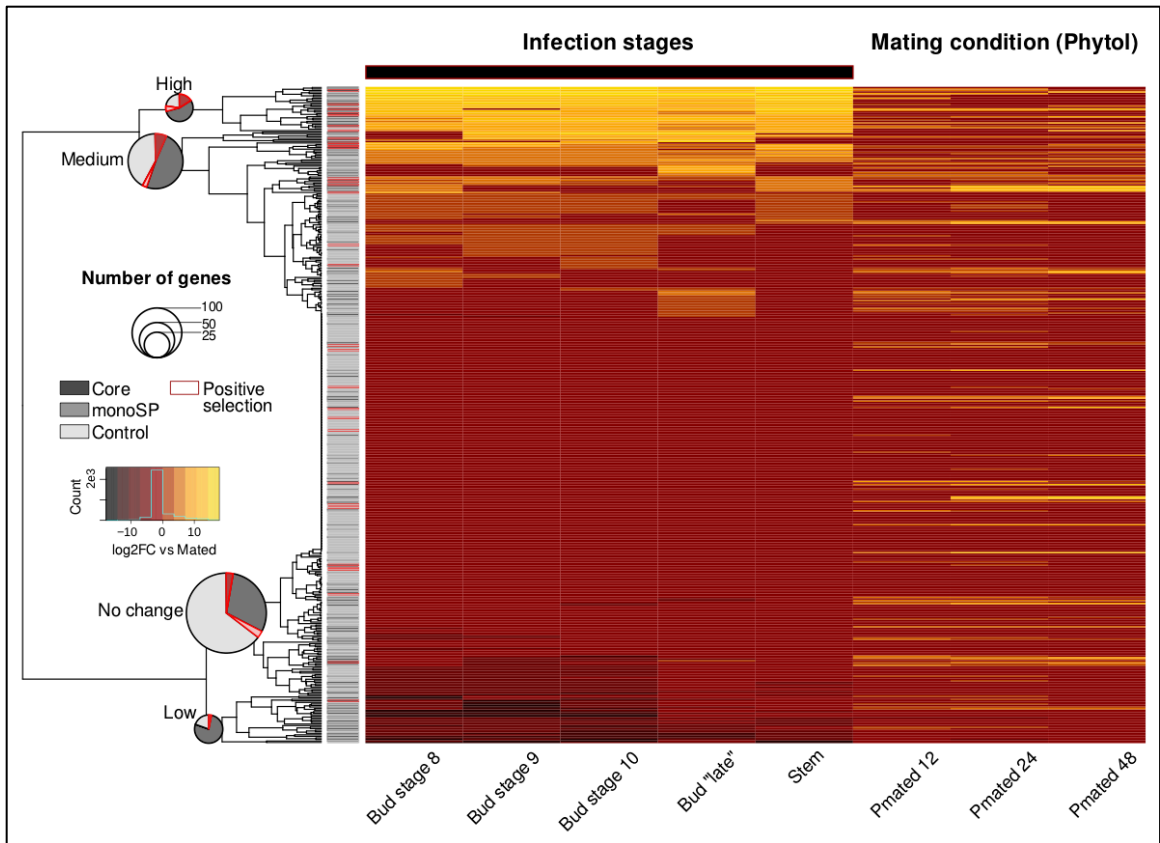 Infection stages
Mating condition (Phytol)
High
Medium
Number of genes
100
50
25
Core
Positive
selection
monoSP
Control
Count
2e3
−10 0 10
log2FC vs Mated
No change
Low
Bud stage 8
Bud stage 9
Bud stage 10
Bud "late"
Stem
Pmated 12
Pmated 24
Pmated 48